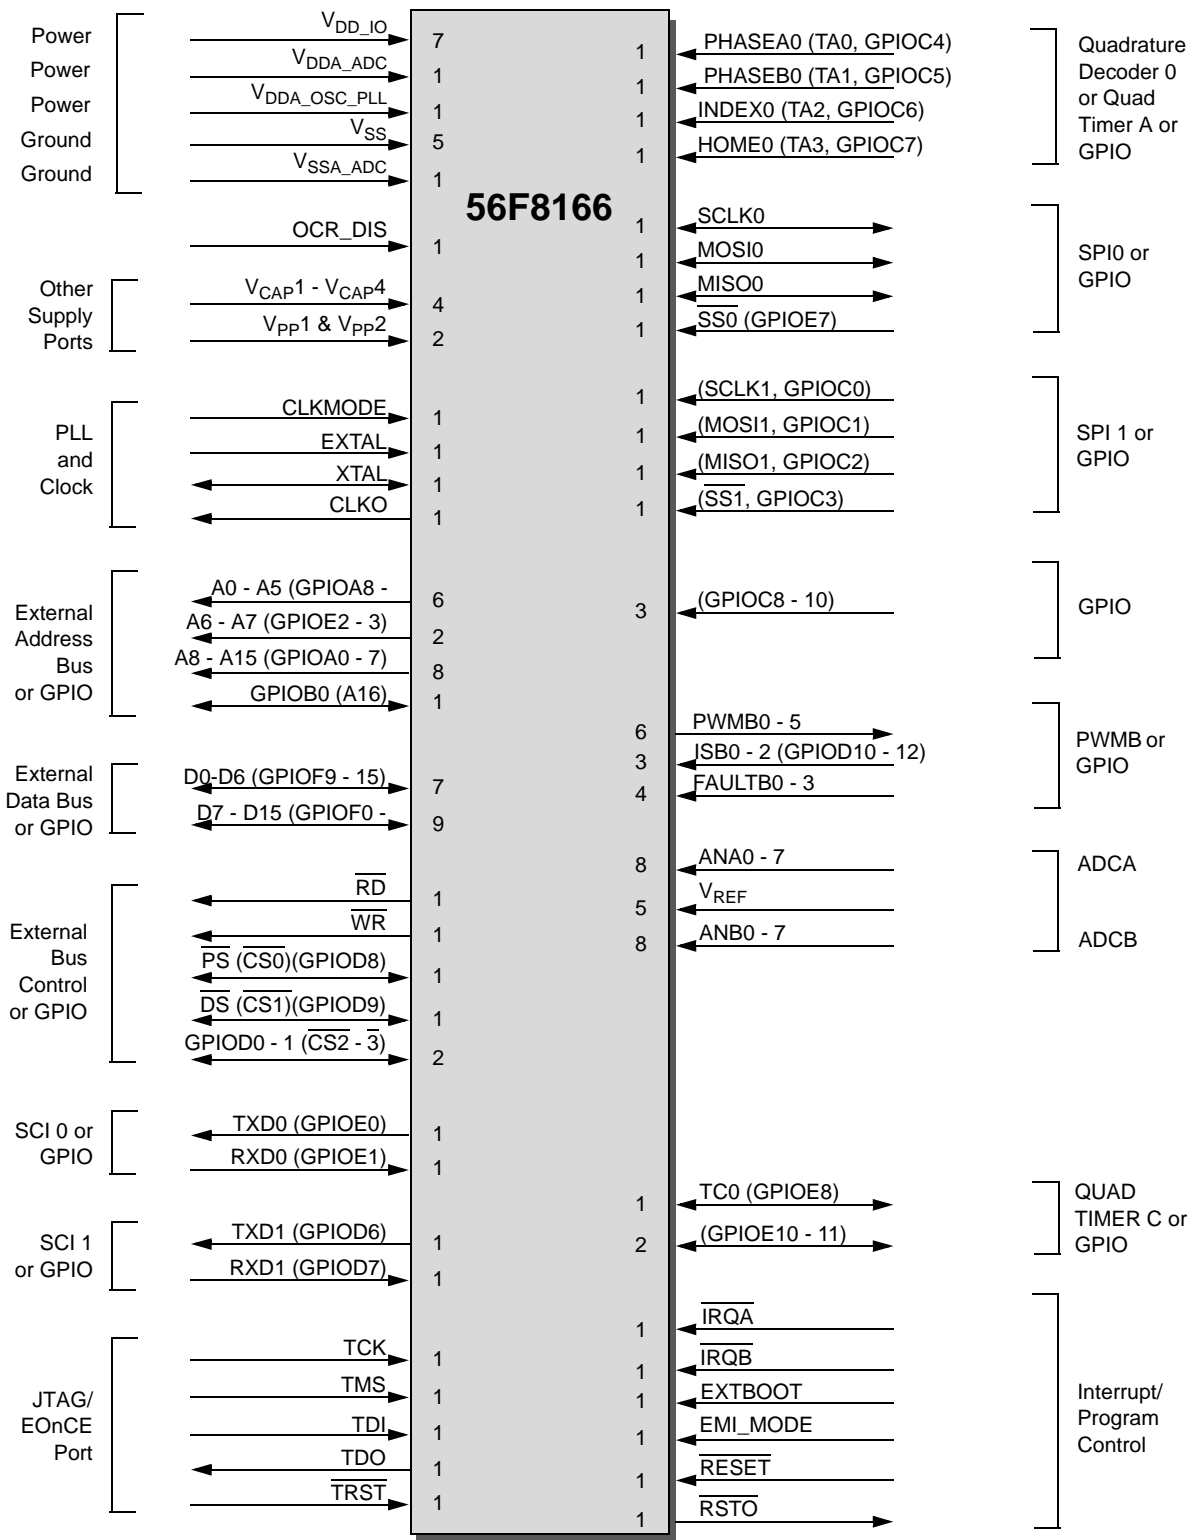 56F8166
Power
Power
Power
Ground
Ground
VDD_IO 7
VDDA_ADC 1
VDDA_OSC_PLL 1
VSS 5
VSSA_ADC 1
OCR_DIS 1
Other
Supply
Ports
VCAP1 - VCAP4 4
VPP1 & VPP2 2
PLL
and
Clock
CLKMODE 1
EXTAL 1
XTAL 1
CLKO 1
External
Address
Bus
or GPIO
A0 - A5 (GPIOA8 - 6
A6 - A7 (GPIOE2 - 3) 2
A8 - A15 (GPIOA0 - 7) 8
GPIOB0 (A16) 1
External
Data Bus
or GPIO
D0-D6 (GPIOF9 - 15) 7
D7 - D15 (GPIOF0 - 9
External
Bus
Control
or GPIO
RD 1
WR 1
PS (CS0)(GPIOD8) 1
DS (CS1)(GPIOD9) 1
GPIOD0 - 1 (CS2 - 3) 2
SCI 0 or
GPIO
TXD0 (GPIOE0) 1
RXD0 (GPIOE1) 1
SCI 1
or GPIO
TXD1 (GPIOD6) 1
RXD1 (GPIOD7) 1
JTAG/
EOnCE
Port
TCK 1
TMS 1
TDI 1
TDO 1
TRST 1
1 PHASEA0 (TA0, GPIOC4)
1 PHASEB0 (TA1, GPIOC5)
1 INDEX0 (TA2, GPIOC6)
1 HOME0 (TA3, GPIOC7)
Quadrature
Decoder 0
or Quad
Timer A or
GPIO
1 SCLK0
1 MOSI0
1 MISO0
1 SS0 (GPIOE7)
SPI0 or
GPIO
1 (SCLK1, GPIOC0)
1 (MOSI1, GPIOC1)
1 (MISO1, GPIOC2)
1 (SS1, GPIOC3)
SPI 1 or
GPIO
3 (GPIOC8 - 10)
GPIO
6 PWMB0 - 5
3 ISB0 - 2 (GPIOD10 - 12)
4 FAULTB0 - 3
PWMB or
GPIO
8 ANA0 - 7
5 VREF
8 ANB0 - 7
ADCA
ADCB
1 TC0 (GPIOE8)
2 (GPIOE10 - 11)
QUAD
TIMER C or
GPIO
1 IRQA
1 IRQB
1 EXTBOOT
1 EMI_MODE
1 RESET
1 RSTO
Interrupt/
Program
Control